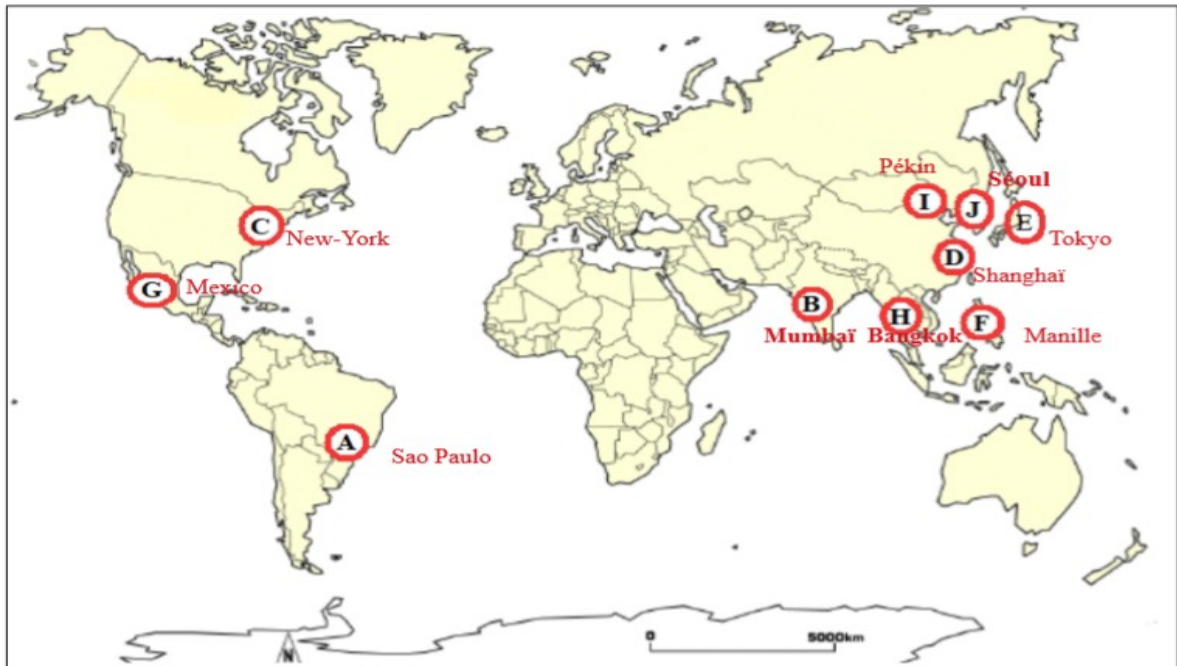 Pékin
Séoul
I
J
E
C
New-York
Tokyo
D
Shanghaï
G
Mexico
B
H
F
Mumbaï Bangkok
Manille
A
Sao Paulo
0 5000km
N